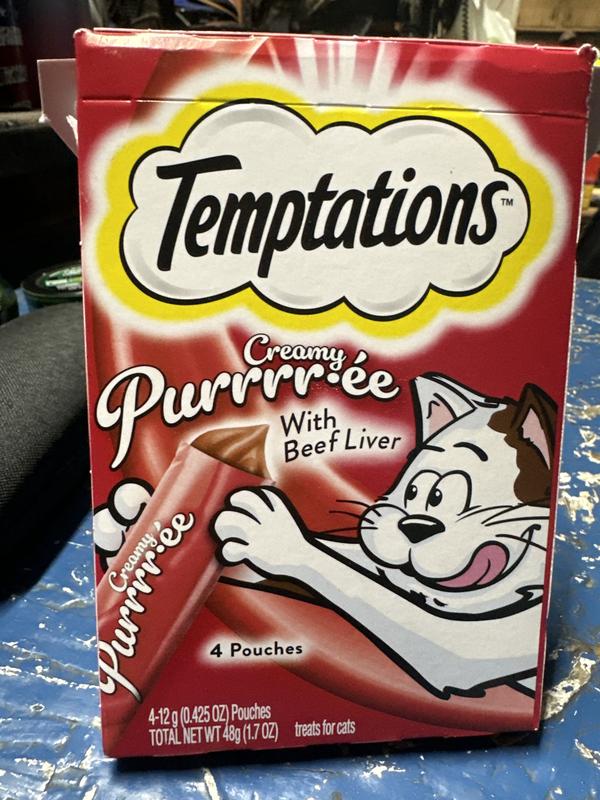 Temptations™
Creamy
Purrrr•ée
With
Beef Liver
Creamy
Purrrr•ée
4 Pouches
4-12 g (0.425 OZ) Pouches
TOTAL NET WT 48g (1.7 OZ) treats for cats